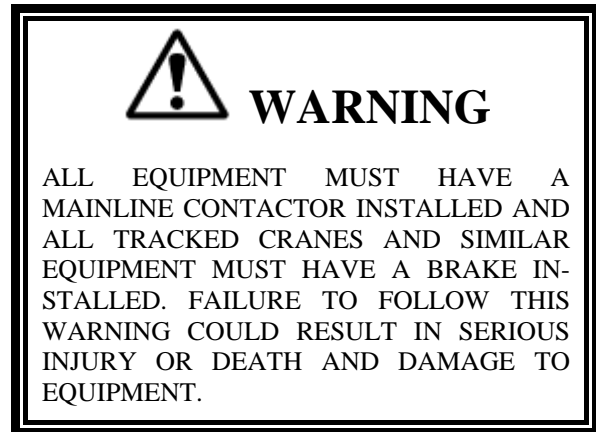 WARNING
ALL EQUIPMENT MUST HAVE A
MAINLINE CONTACTOR INSTALLED AND
ALL TRACKED CRANES AND SIMILAR
EQUIPMENT MUST HAVE A BRAKE IN-
STALLED. FAILURE TO FOLLOW THIS
WARNING COULD RESULT IN SERIOUS
INJURY OR DEATH AND DAMAGE TO
EQUIPMENT.